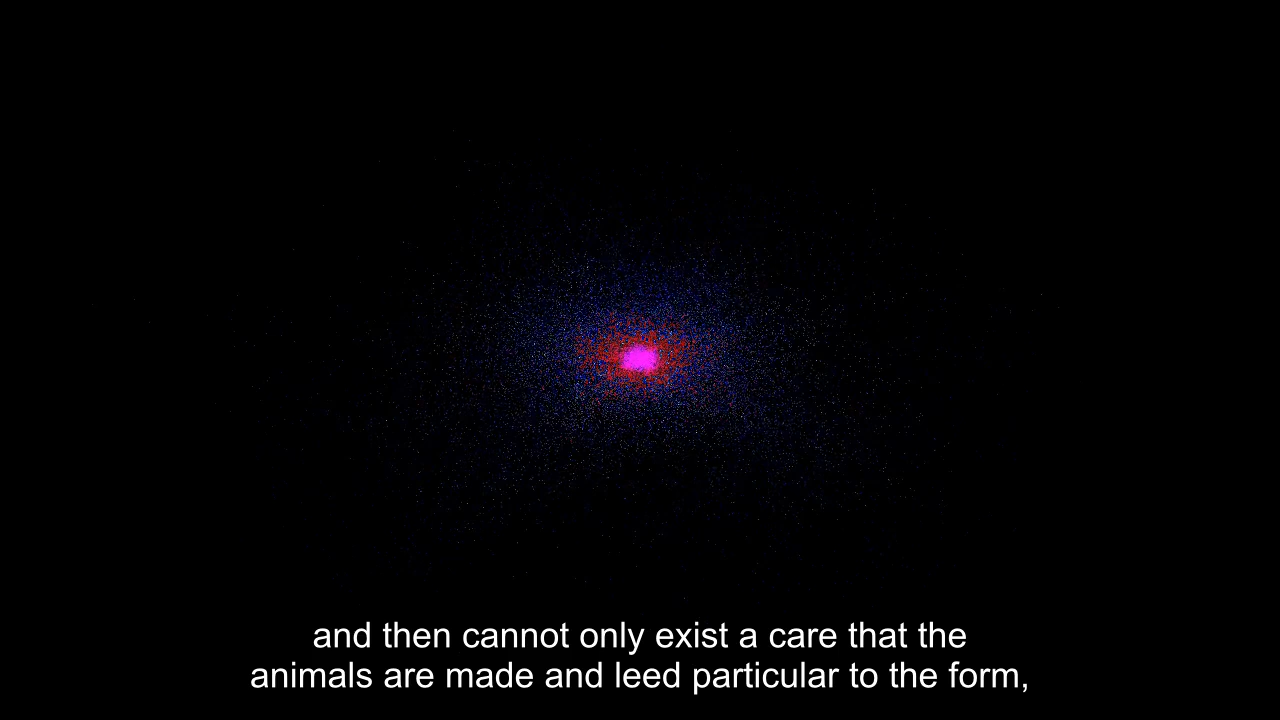 and then cannot only exist a care that the
animals are made and leed particular to the form,